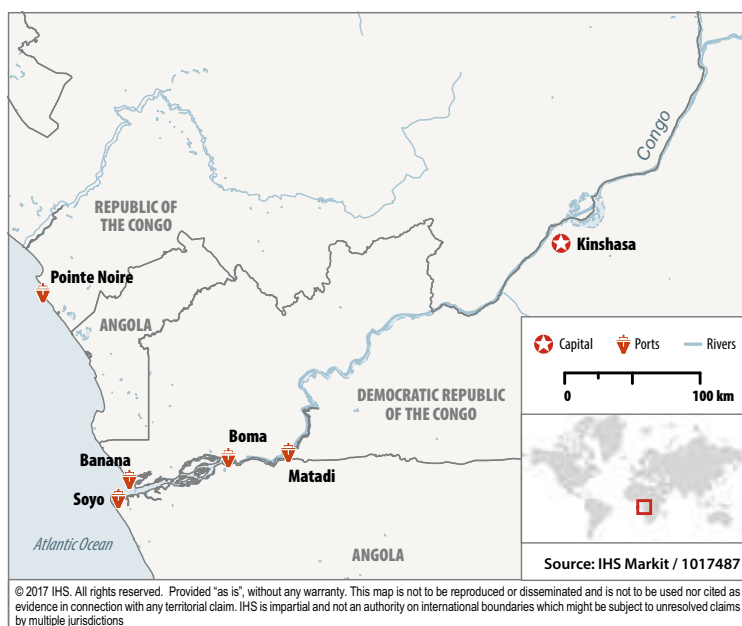 Congo
Kinshasa
REPUBLIC OF
THE CONGO
Pointe Noire
ANGOLA
DEMOCRATIC REPUBLIC
OF THE CONGO
Boma
Matadi
Banana
Soyo
Atlantic Ocean
ANGOLA
Capital Ports Rivers
0 100 km
Source: IHS Markit / 1017487
© 2017 IHS. All rights reserved. Provided “as is”, without any warranty. This map is not to be reproduced or disseminated and is not to be used nor cited as
evidence in connection with any territorial claim. IHS is impartial and not an authority on international boundaries which might be subject to unresolved claims
by multiple jurisdictions